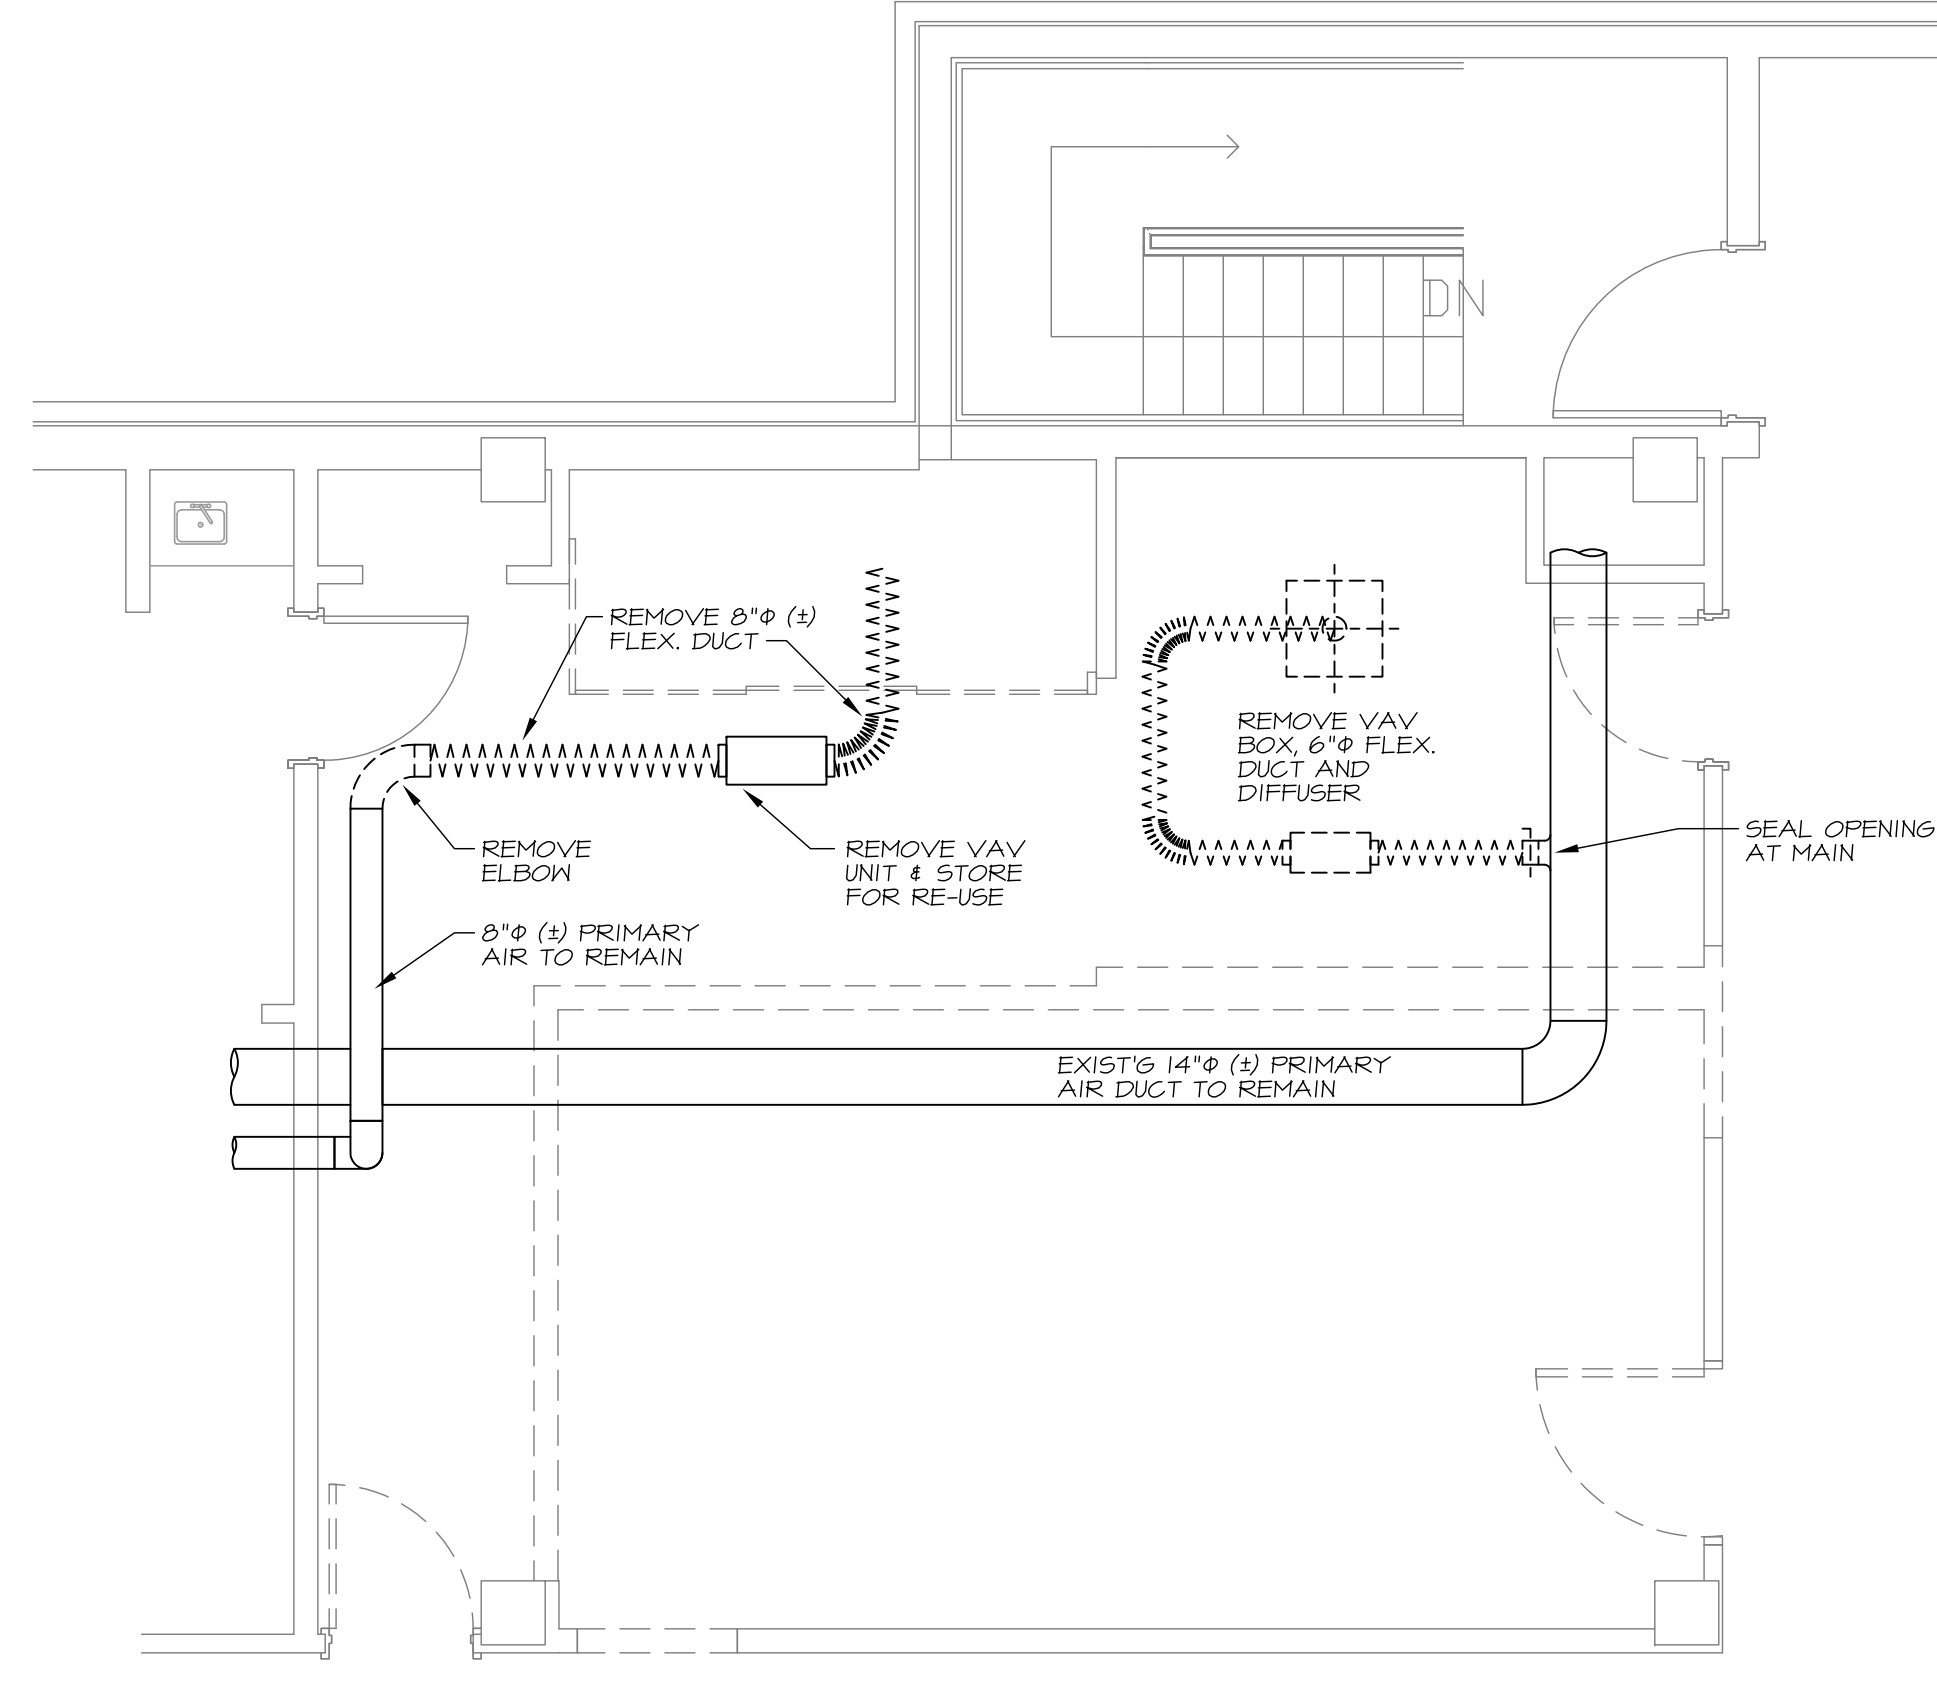 DN
REMOVE 8"Φ (±)
FLEX. DUCT
REMOVE VAV
BOX, 6"Φ FLEX.
DUCT AND
DIFFUSER
SEAL OPENING
AT MAIN
REMOVE
ELBOW
REMOVE VAV
UNIT & STORE
FOR RE-USE
8"Φ (±) PRIMARY
AIR TO REMAIN
EXIST'G 14"Φ (±) PRIMARY
AIR DUCT TO REMAIN